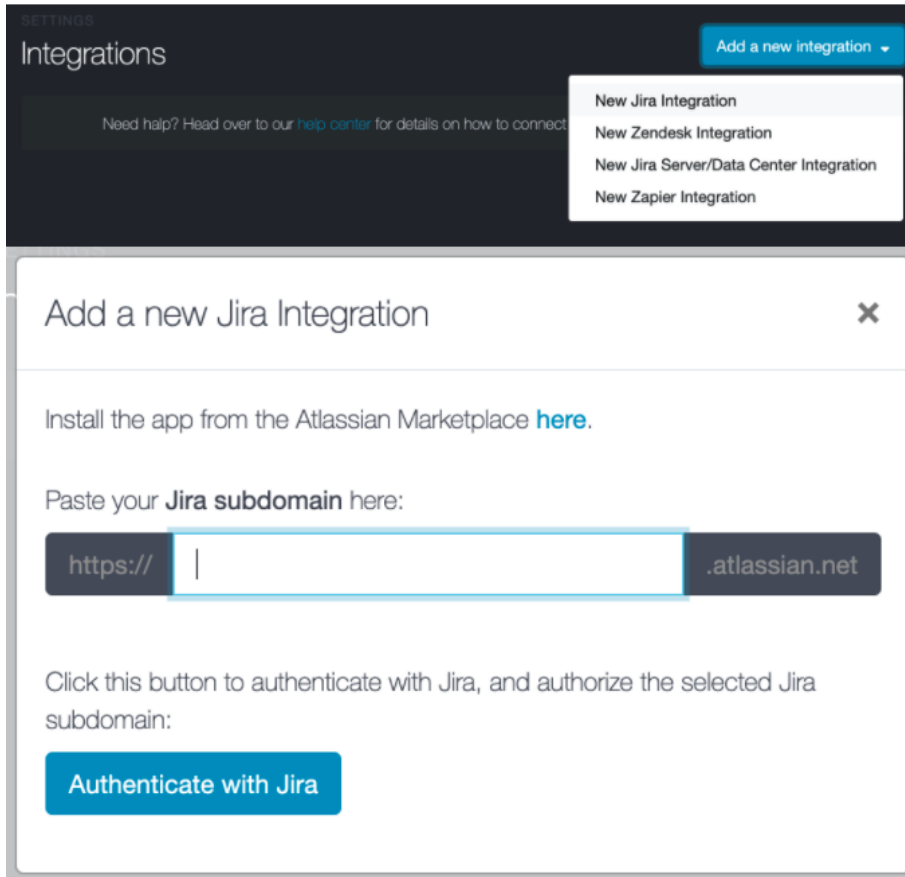 SETTINGS
Integrations
Add a new integration
New Jira Integration
New Zendesk Integration
New Jira Server/Data Center Integration
New Zapier Integration
Need halp? Head over to our help center for details on how to connect
Add a new Jira Integration
Install the app from the Atlassian Marketplace here.
Paste your Jira subdomain here:
https:// .atlassian.net
Click this button to authenticate with Jira, and authorize the selected Jira
subdomain:
Authenticate with Jira